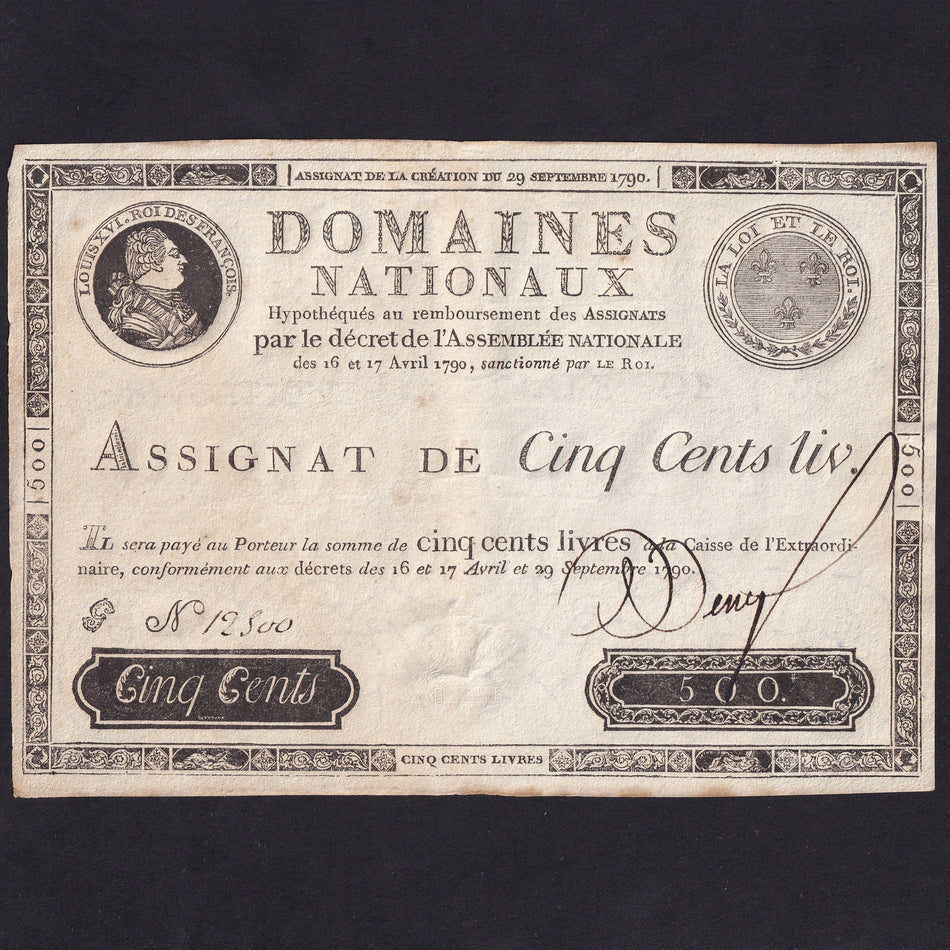 ASSIGNAT DE LA CRÉATION DU 29 SEPTEMBRE 1790.
LOUIS XVI. ROI DES FRANÇOIS.
DOMAINES
NATIONAUX
LA LOI ET LE ROI.
Hypothéqués au remboursement des ASSIGNATS
par le décret de l'ASSEMBLÉE NATIONALE
des 16 et 17 Avril 1790, sanctionné par LE ROI.
500
ASSIGNAT DE Cinq Cents liv.
500
IL sera payé au Porteur la somme de cinq cents livres à la Caisse de l'Extraordi-
naire, conformément aux décrets des 16 et 17 Avril et 29 Septembre 1790.
N 12300
Cinq Cents
500.
CINQ CENTS LIVRES